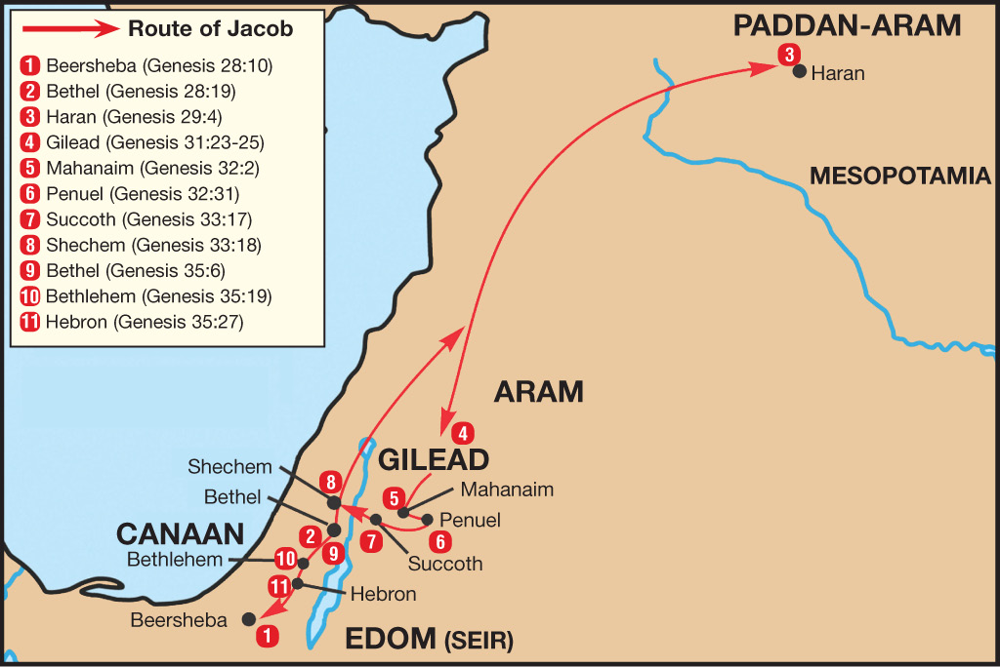 Route of Jacob
1 Beersheba (Genesis 28:10)
2 Bethel (Genesis 28:19)
3 Haran (Genesis 29:4)
4 Gilead (Genesis 31:23-25)
5 Mahanaim (Genesis 32:2)
6 Penuel (Genesis 32:31)
7 Succoth (Genesis 33:17)
8 Shechem (Genesis 33:18)
9 Bethel (Genesis 35:6)
10 Bethlehem (Genesis 35:19)
11 Hebron (Genesis 35:27)
PADDAN-ARAM
3
Haran
MESOPOTAMIA
ARAM
4
GILEAD
Shechem
8
Mahanaim
5
Bethel
Penuel
CANAAN
2
7
6
Bethlehem
10
9
Succoth
11
Hebron
Beersheba
1
EDOM (SEIR)